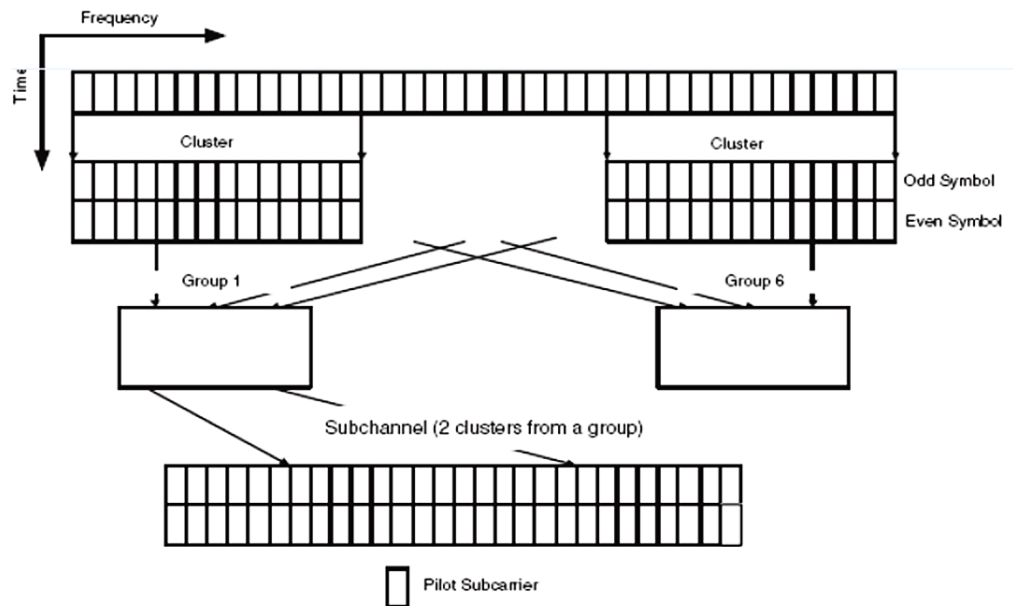 Frequency
Time
Cluster
Cluster
Odd Symbol
Even Symbol
Group 1
Group 6
Subchannel (2 clusters from a group)
Pilot Subcarrier